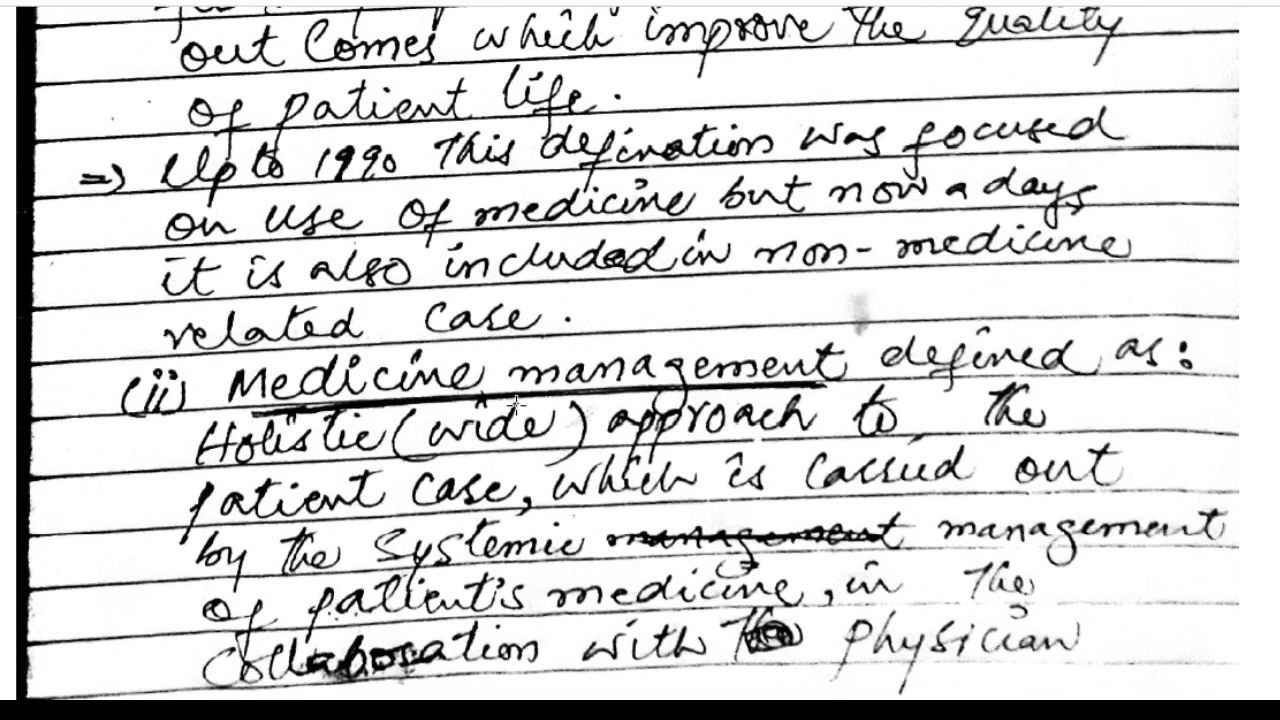 out Comes which improve the quality
of patient life.
=> Upto 1990 This defination was focused
on use of medicine but now a days
it is also included in non-medicine
related case.
(ii) Medicine management defined as:
Holistic (wide) approach to the
patient case, which is carried out
by the Systemic management management
of patient's medicine, in the
Collaboration with the physician